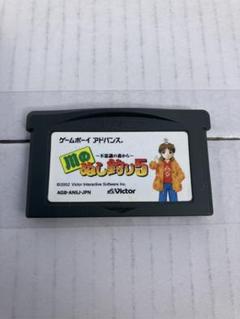 ゲームボーイ アドバンス
川の
～不思議の森から～
ぬし釣り5
©2002 Victor Interactive Software Inc.
AGB-AN5J-JPN
Victor